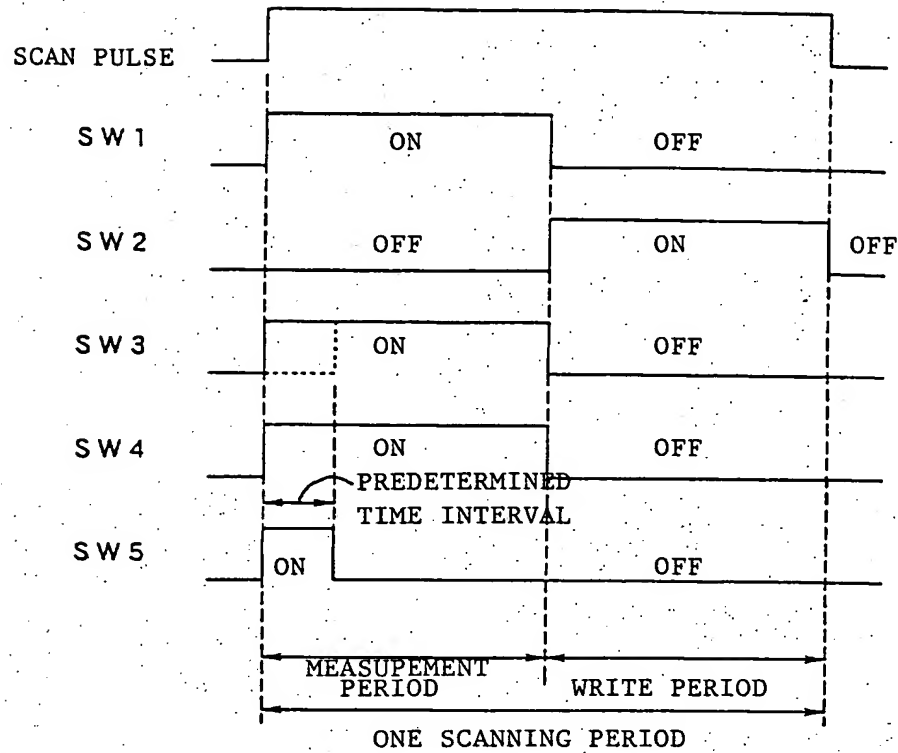 SCAN PULSE
SW1
ON
OFF
SW2
OFF
ON
OFF
SW3
ON
OFF
SW4
ON
OFF
PREDETERMINED
TIME INTERVAL
SW5
ON
OFF
MEASUPEMENT
PERIOD
WRITE PERIOD
ONE SCANNING PERIOD